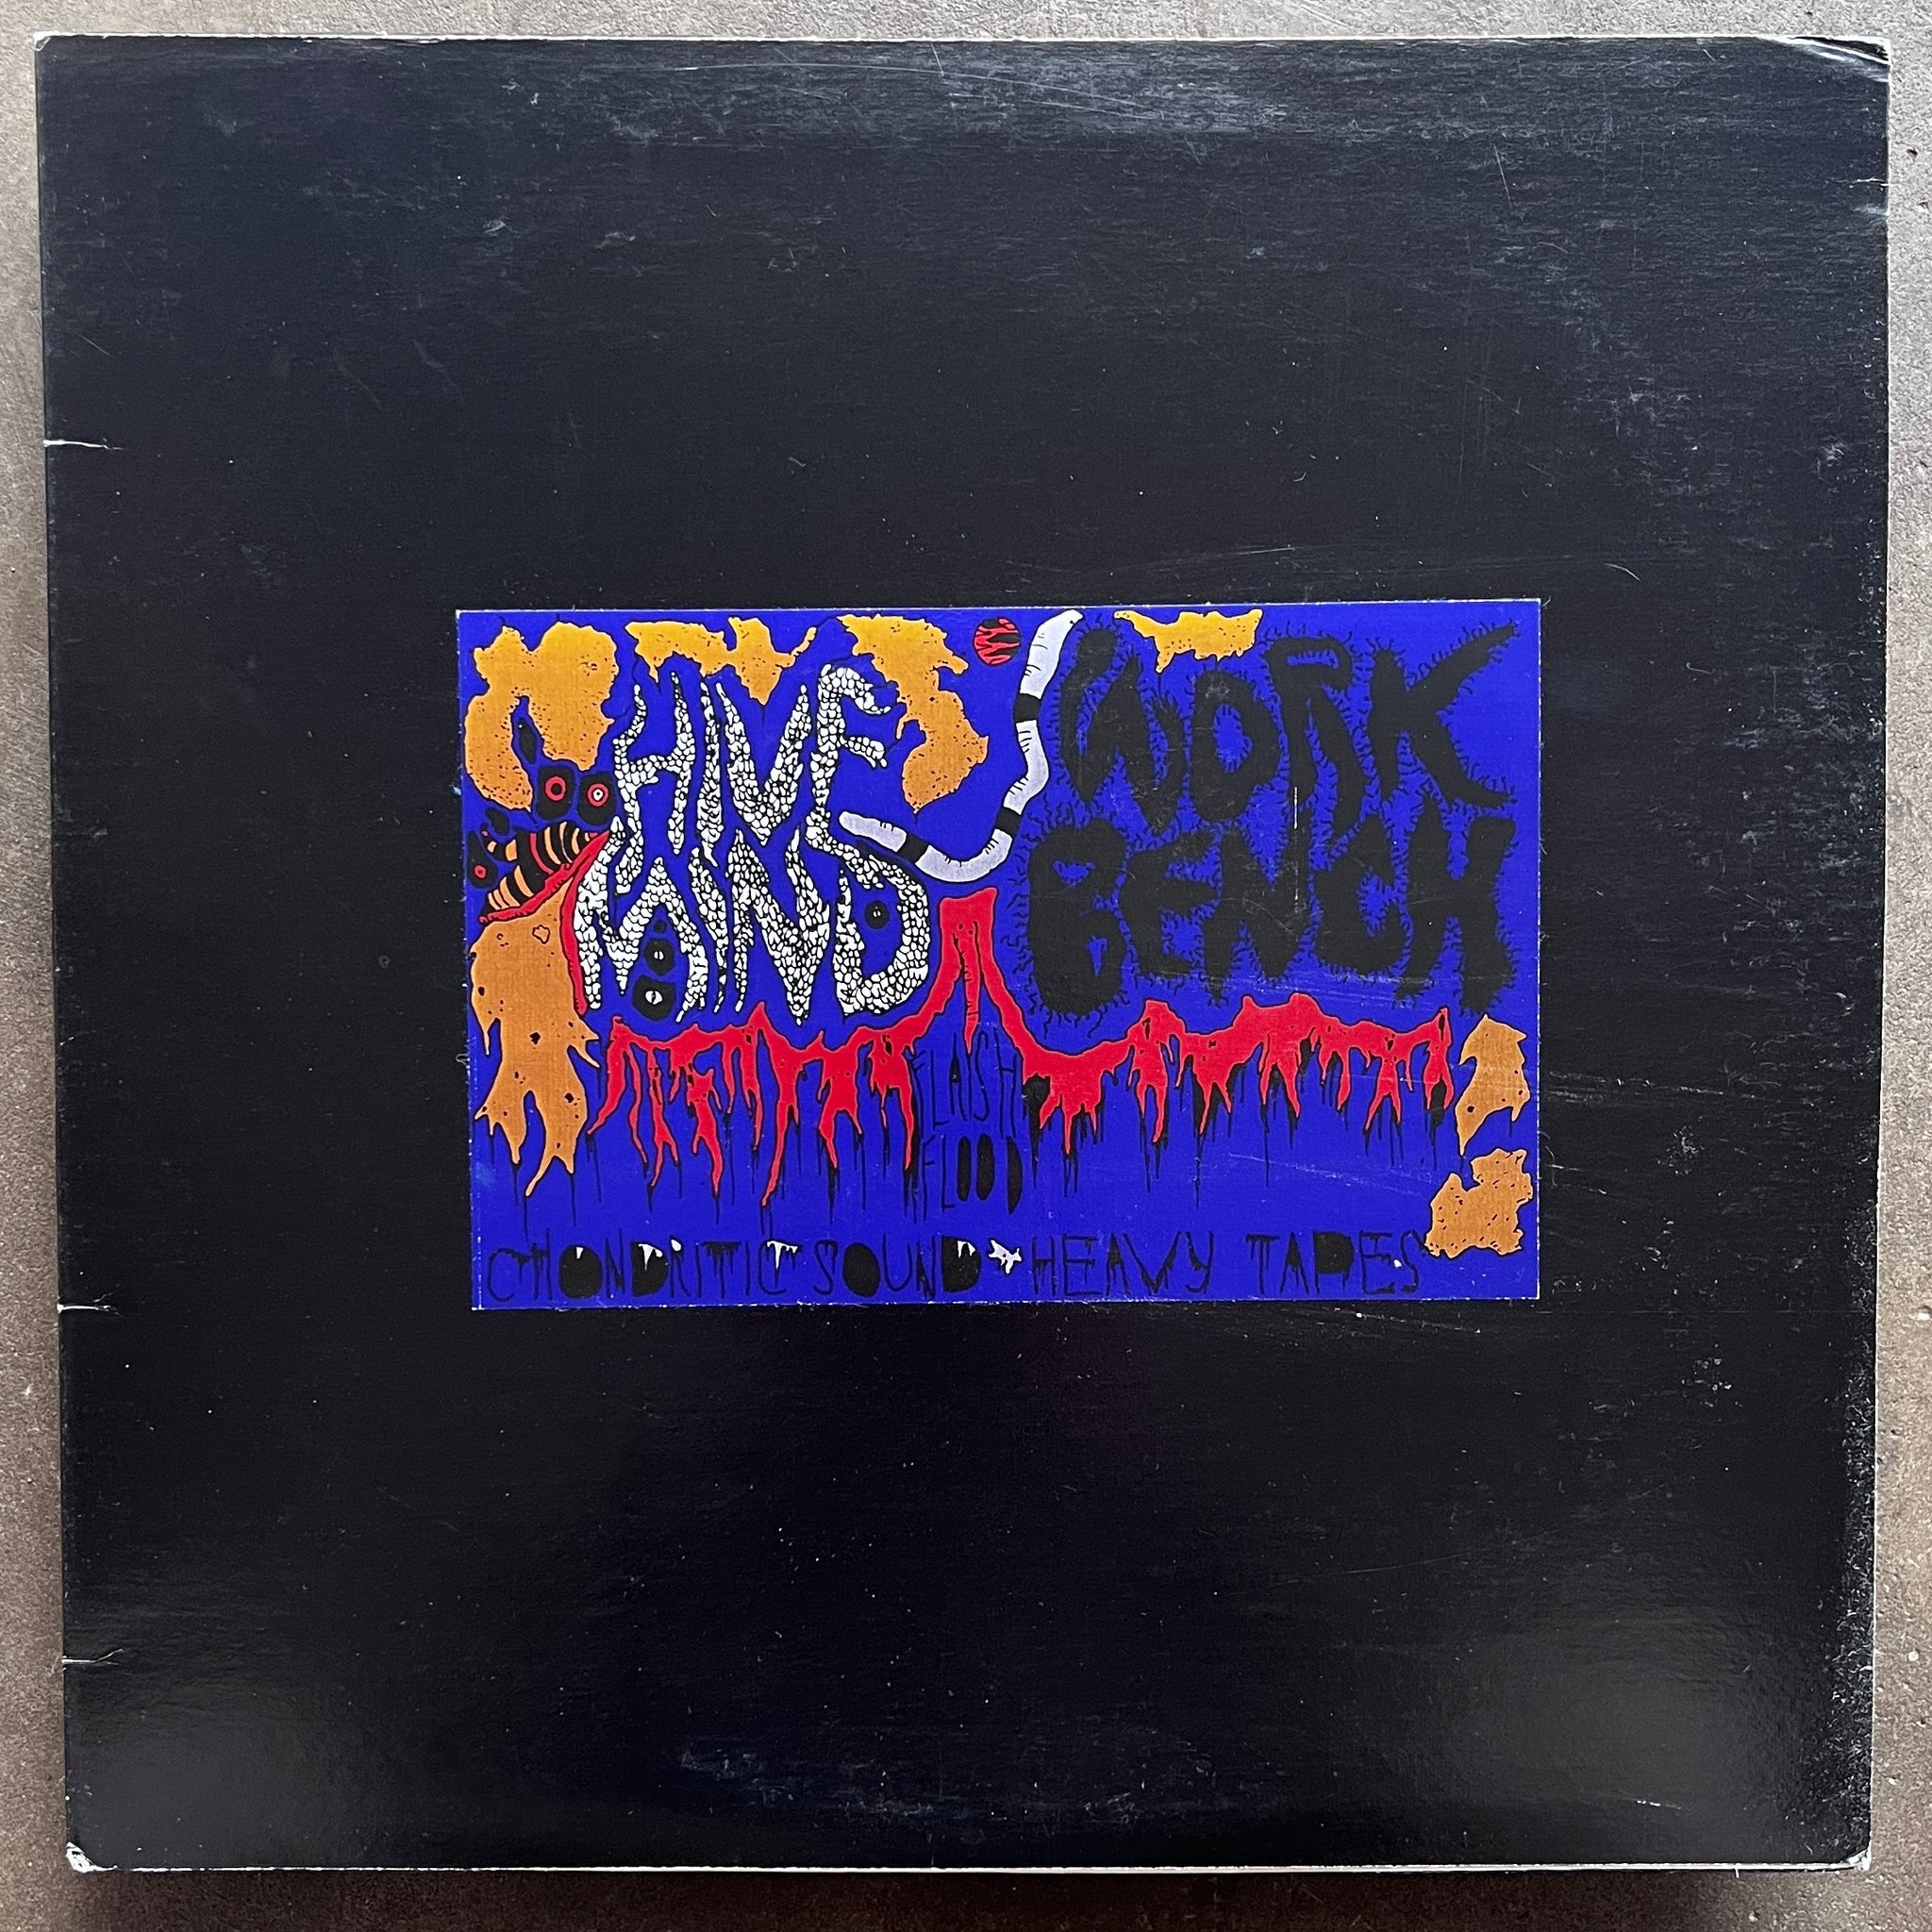 HIVE
MIND
WORK
BENCH
FLASH
FLOOD
CHONDRITIC SOUND HEAVY TAPES